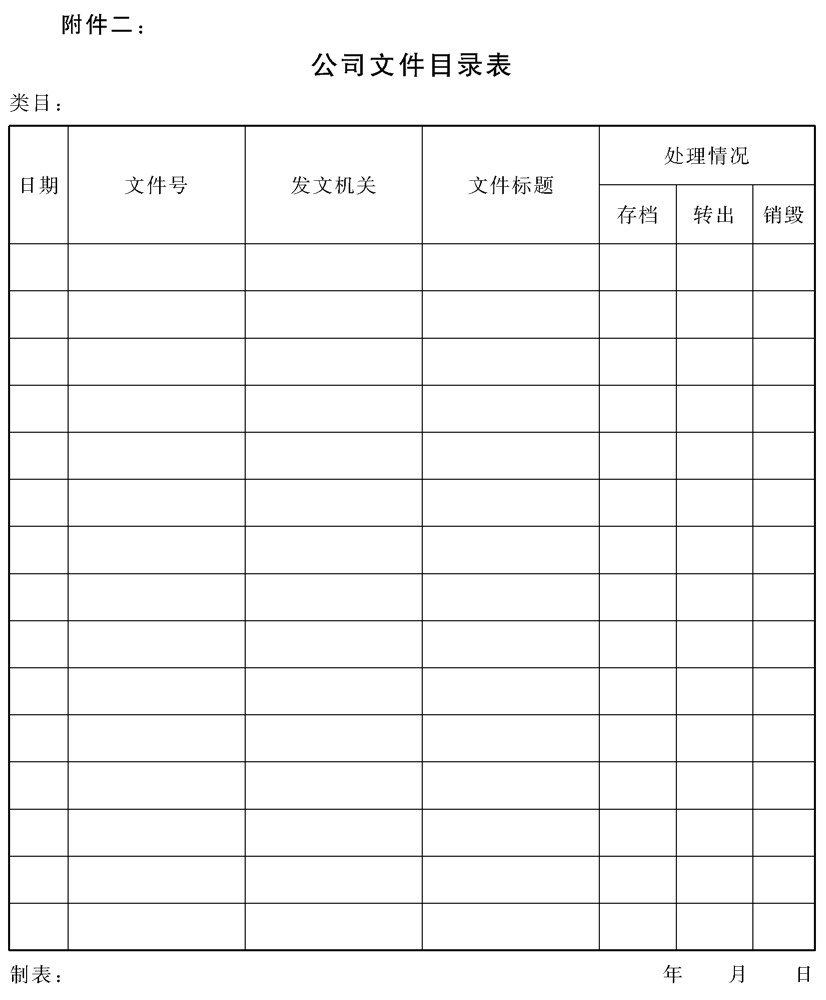 附件二：
公司文件目录表
类目：
日期 文件号 发文机关 文件标题 处理情况
存档 转出 销毁
制表： 年 月 日